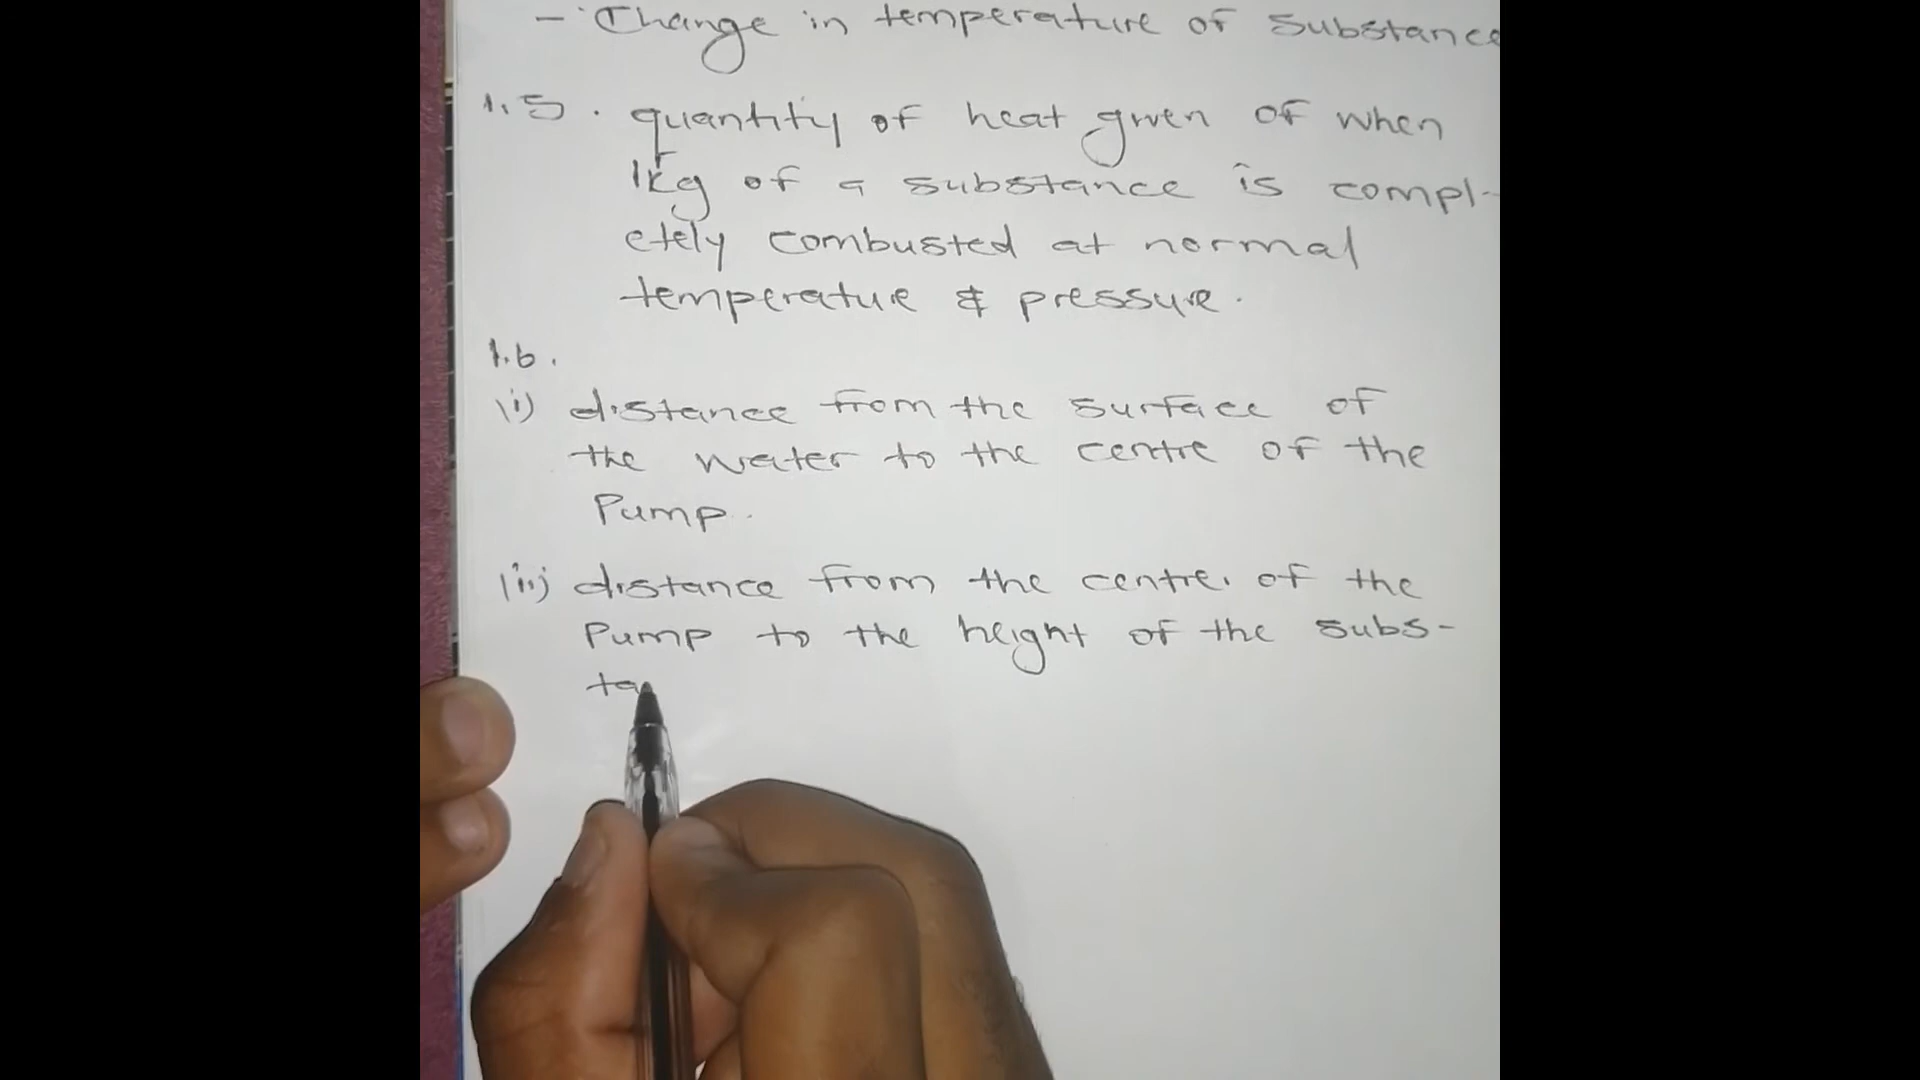 - Change in temperature of substance
1.5. quantity of heat given of when
1kg of a substance is compl-
etely combusted at normal
temperature & pressure.
1.6.
(i) distance from the surface of
the water to the centre of the
Pump.
(ii) distance from the centre. of the
Pump to the height of the subs-
ta